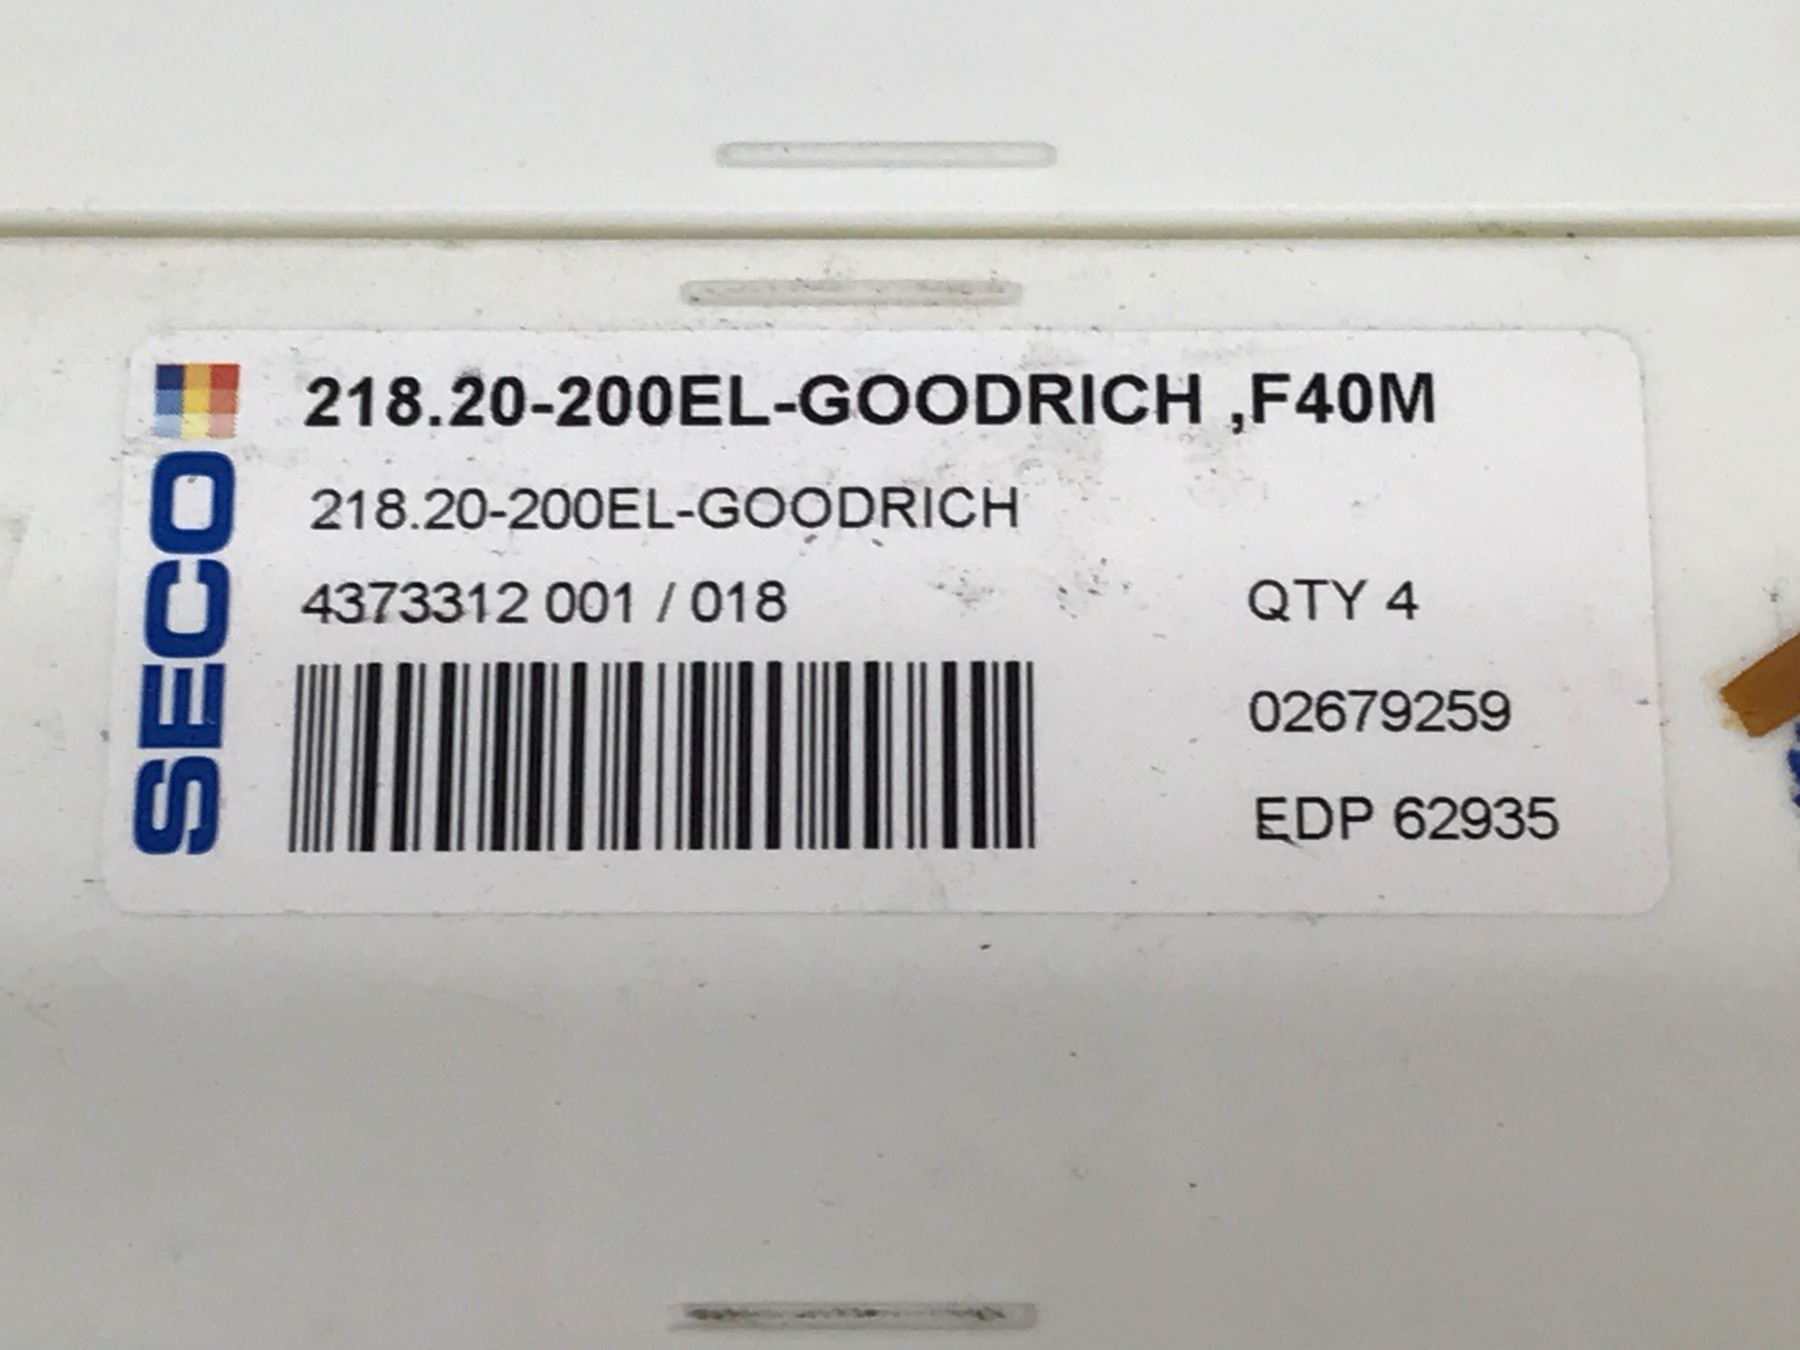 SECO
218.20-200EL-GOODRICH ,F40M
218.20-200EL-GOODRICH
4373312 001 / 018
QTY 4
02679259
EDP 62935